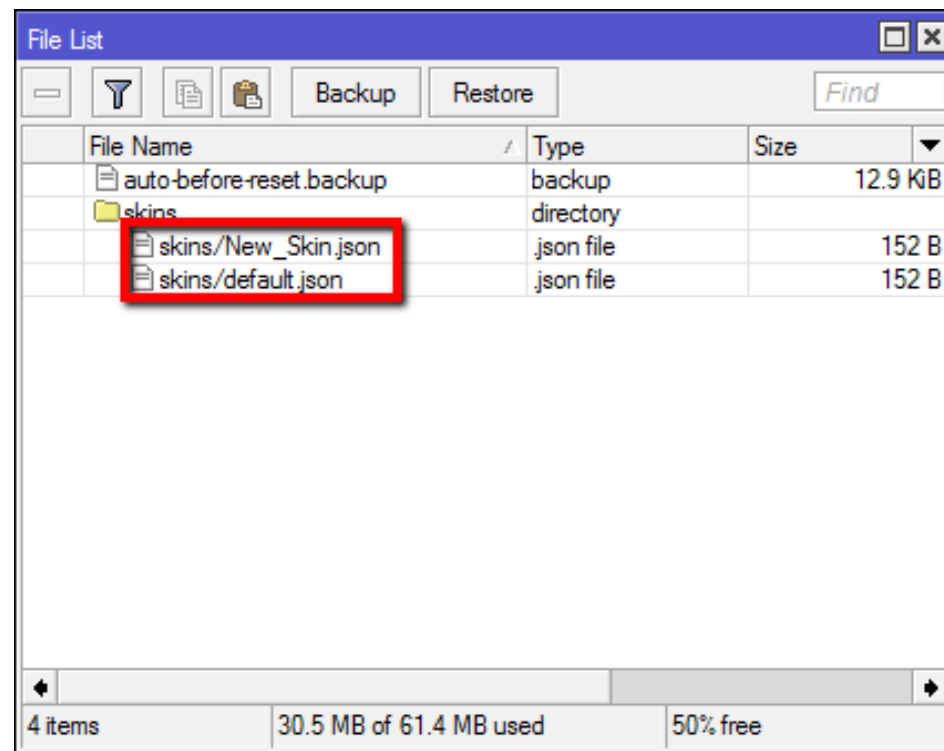 File List
Backup Restore Find
File Name Type Size
auto-before-reset.backup backup 12.9 KiB
skins directory
skins/New_Skin.json .json file 152 B
skins/default.json .json file 152 B
4 items 30.5 MB of 61.4 MB used 50% free